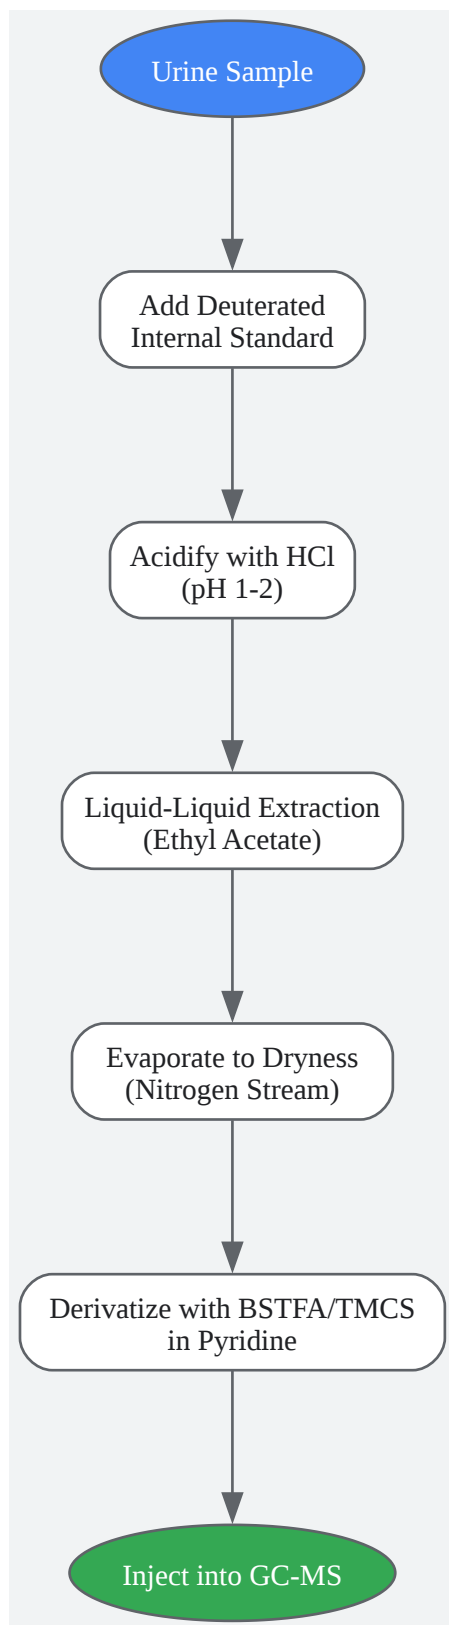 Urine Sample
Add Deuterated
Internal Standard
Acidify with HCl
(pH 1-2)
Liquid-Liquid Extraction
(Ethyl Acetate)
Evaporate to Dryness
(Nitrogen Stream)
Derivatize with BSTFA/TMCS
in Pyridine
Inject into GC-MS